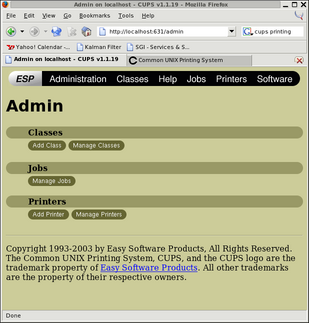 Admin on localhost - CUPS v1.1.19 - Mozilla Firefox
File Edit View Go Bookmarks Tools Help
http://localhost:631/admin cups printing
Yahoo! Calendar -... Kalman Filter SGI - Services & S...
Admin on localhost - CUPS v1.1.19 Common UNIX Printing System
ESP Administration Classes Help Jobs Printers Software
Admin
Classes
Add Class Manage Classes
Jobs
Manage Jobs
Printers
Add Printer Manage Printers
Copyright 1993-2003 by Easy Software Products, All Rights Reserved.
The Common UNIX Printing System, CUPS, and the CUPS logo are the
trademark property of Easy Software Products. All other trademarks
are the property of their respective owners.
Done